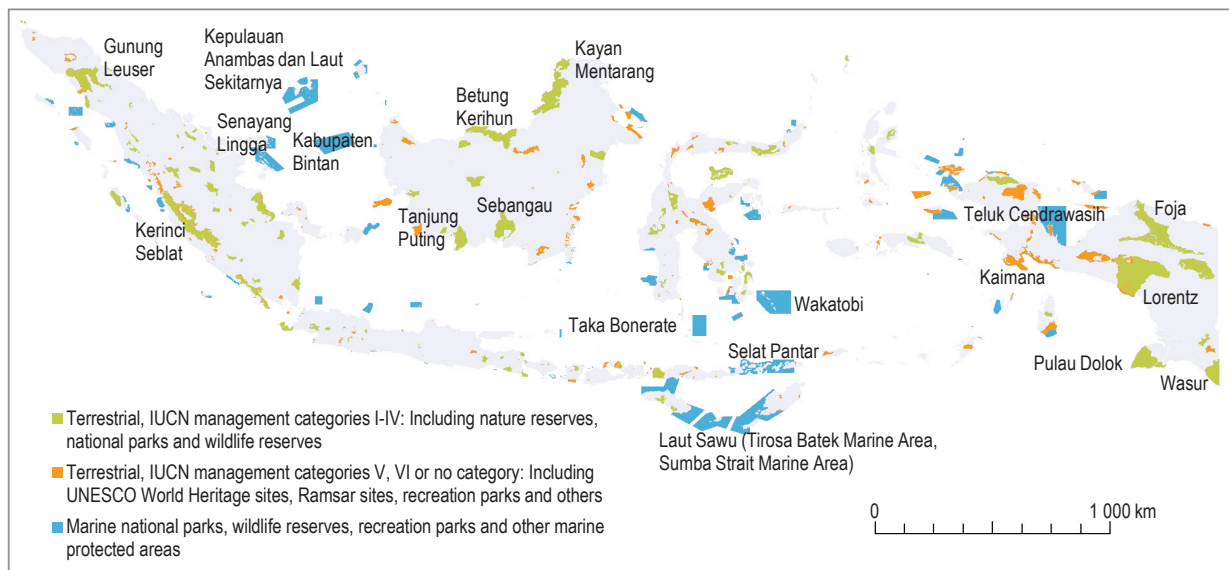 Gunung
Leuser
Kepulauan
Anambas dan Laut
Sekitarnya
Kayan
Mentarang
Betung
Kerihun
Senayang
Lingga
Kabupaten
Bintan
Kerinci
Seblat
Tanjung
Puting
Sebangau
Teluk Cendrawasih
Foja
Kaimana
Lorentz
Wakatobi
Taka Bonerate
Selat Pantar
Pulau Dolok
Wasur
Laut Sawu (Tirosa Batek Marine Area,
Sumba Strait Marine Area)
Terrestrial, IUCN management categories I-IV: Including nature reserves,
national parks and wildlife reserves
Terrestrial, IUCN management categories V, VI or no category: Including
UNESCO World Heritage sites, Ramsar sites, recreation parks and others
Marine national parks, wildlife reserves, recreation parks and other marine
protected areas
0 1 000 km